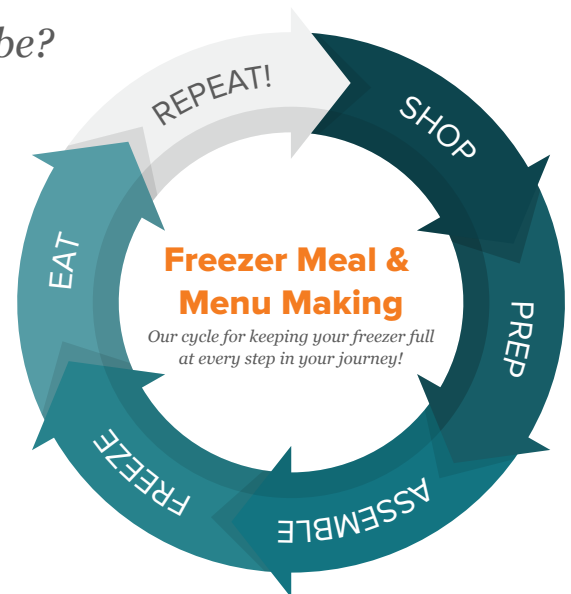 be?
REPEAT!
SHOP
PREP
ASSEMBLE
FREEZE
EAT
Freezer Meal &
Menu Making
Our cycle for keeping your freezer full
at every step in your journey!